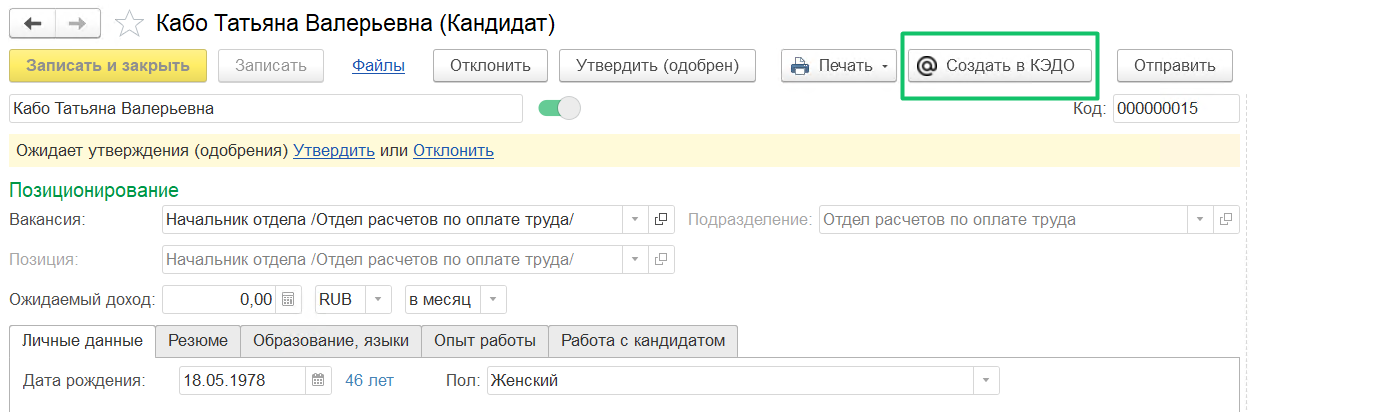 Кабо Татьяна Валерьевна (Кандидат)
Записать и закрыть Записать Файлы Отклонить Утвердить (одобрен) Печать Создать в КЭДО Отправить
Кабо Татьяна Валерьевна Код: 000000015
Ожидает утверждения (одобрения) Утвердить или Отклонить
Позиционирование
Вакансия: Начальник отдела /Отдел расчетов по оплате труда/ Подразделение: Отдел расчетов по оплате труда
Позиция: Начальник отдела /Отдел расчетов по оплате труда/
Ожидаемый доход: 0,00 RUB в месяц
Личные данные Резюме Образование, языки Опыт работы Работа с кандидатом
Дата рождения: 18.05.1978 46 лет Пол: Женский